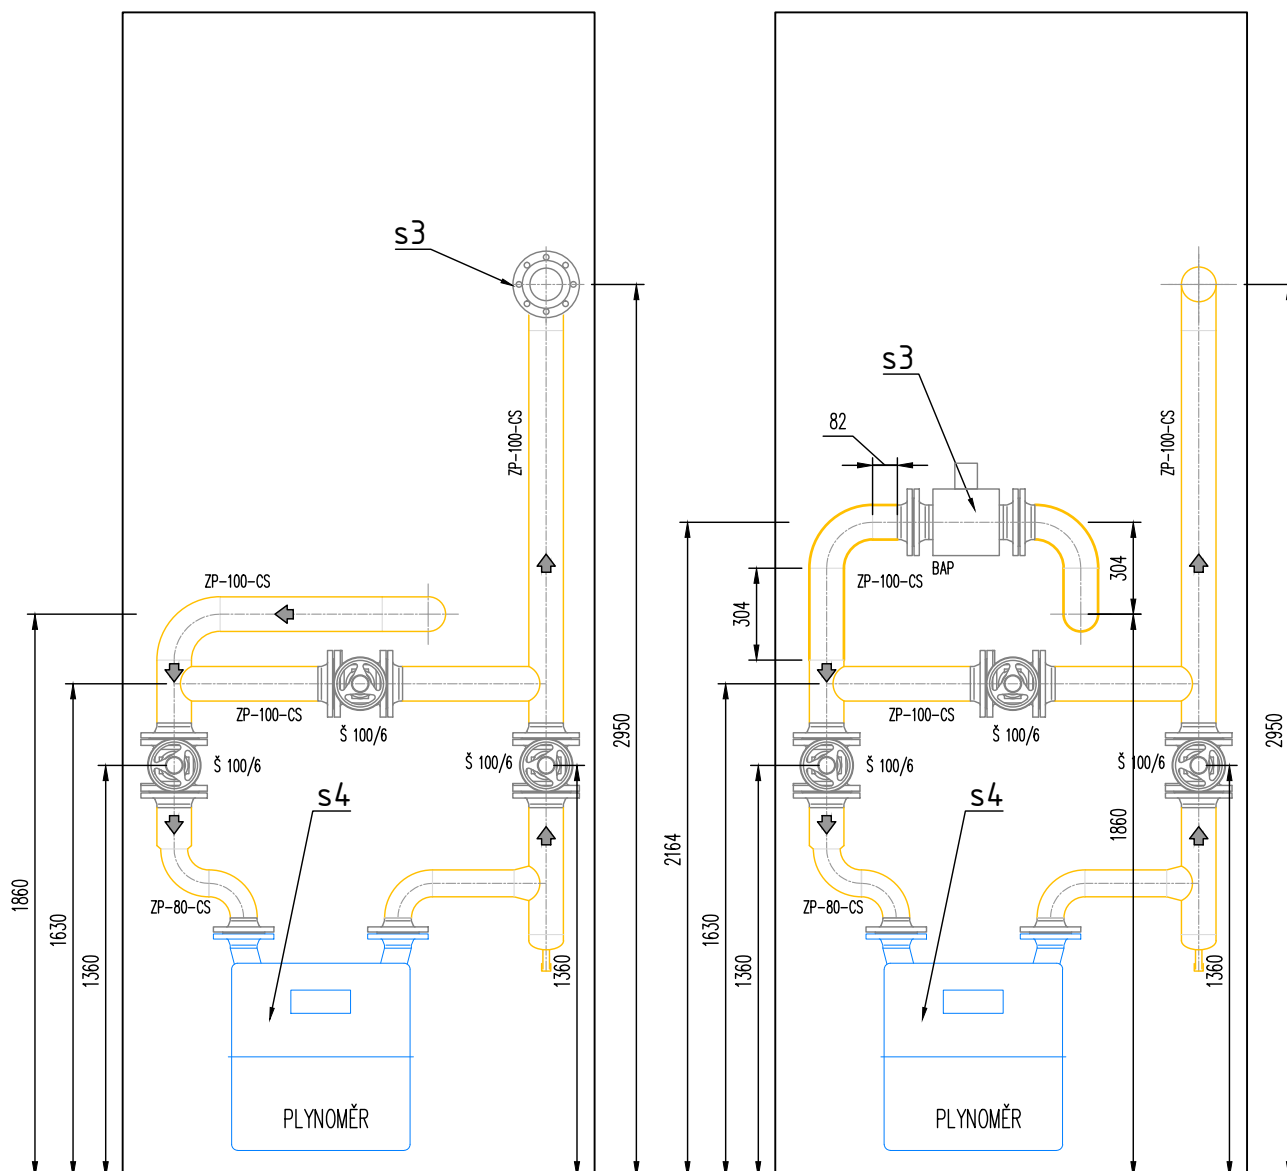 s3
ZP-100-CS
ZP-100-CS
ZP-100-CS
Š 100/6
Š 100/6
Š 100/6
s4
ZP-80-CS
PLYNOMĚR
1860
1630
1360
1360
2950
s3
82
ZP-100-CS
BAP
ZP-100-CS
304
304
ZP-100-CS
Š 100/6
Š 100/6
Š 100/6
s4
ZP-80-CS
PLYNOMĚR
2164
1630
1360
1860
1360
2950